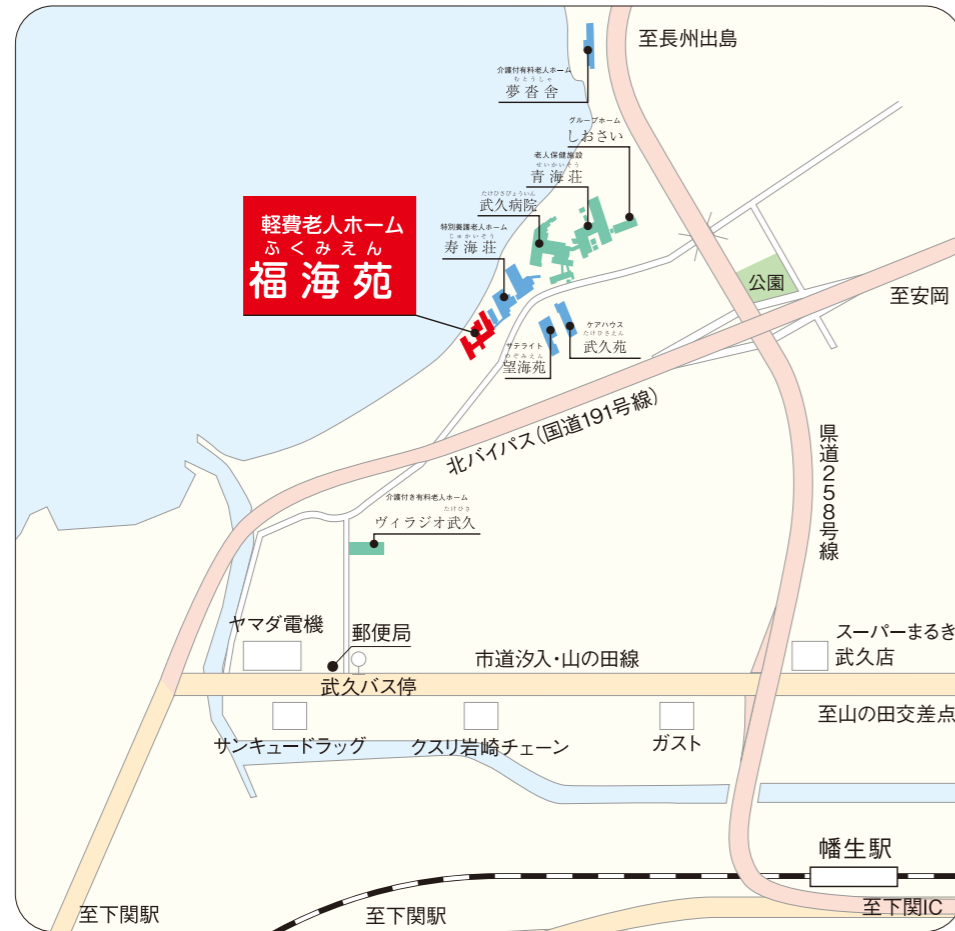 至長州出島
介護付有料老人ホーム
むとうしゃ
夢沓舎
グループホーム
しおさい
老人保健施設
せいかいそう
青海荘
たけひさびょういん
武久病院
特別養護老人ホーム
じゅかいそう
寿海荘
軽費老人ホーム
ふくみえん
福海苑
公園
至安岡
ケアハウス
たけひさえん
武久苑
サテライト
のぞみえん
望海苑
北バイパス(国道191号線)
県道258号線
介護付き有料老人ホーム
たけひさ
ヴィラジオ武久
ヤマダ電機
郵便局
武久バス停
市道汐入・山の田線
スーパーまるき
武久店
至山の田交差点
サンキュードラッグ
クスリ岩崎チェーン
ガスト
幡生駅
至下関駅
至下関駅
至下関IC